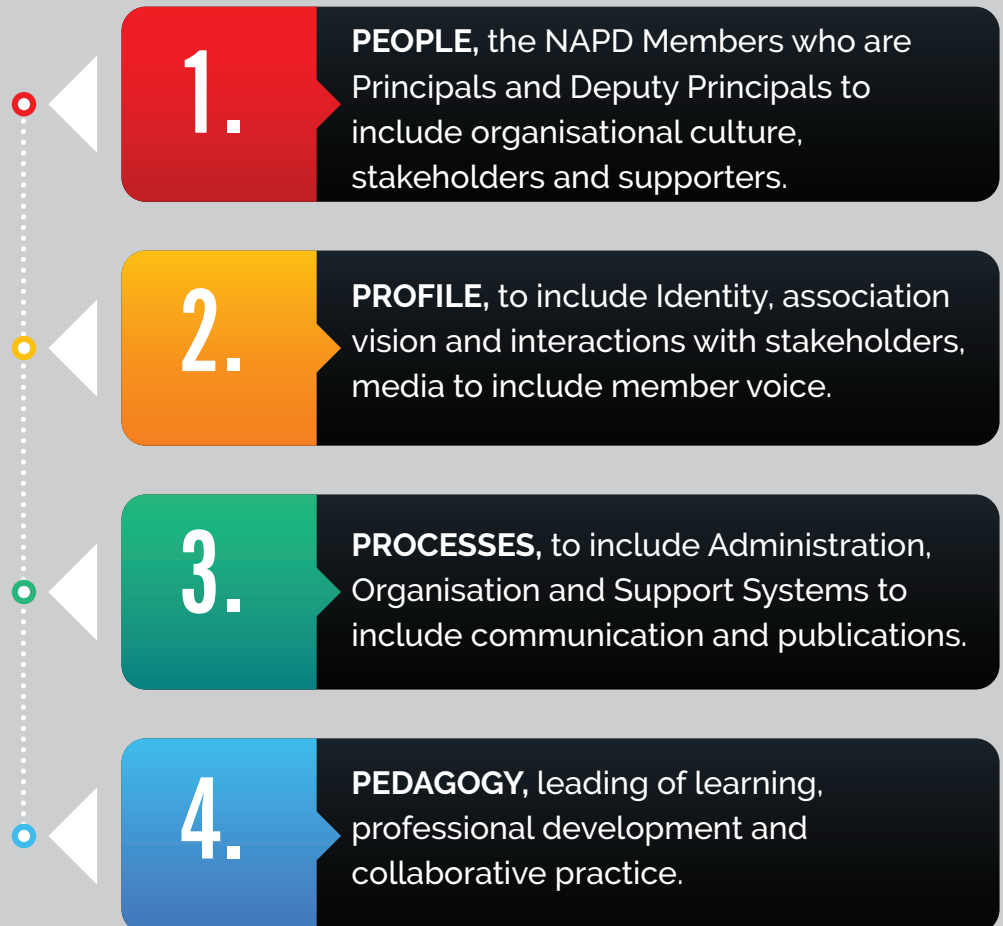 1.
PEOPLE, the NAPD Members who are
Principals and Deputy Principals to
include organisational culture,
stakeholders and supporters.
2.
PROFILE, to include Identity, association
vision and interactions with stakeholders,
media to include member voice.
3.
PROCESSES, to include Administration,
Organisation and Support Systems to
include communication and publications.
4.
PEDAGOGY, leading of learning,
professional development and
collaborative practice.